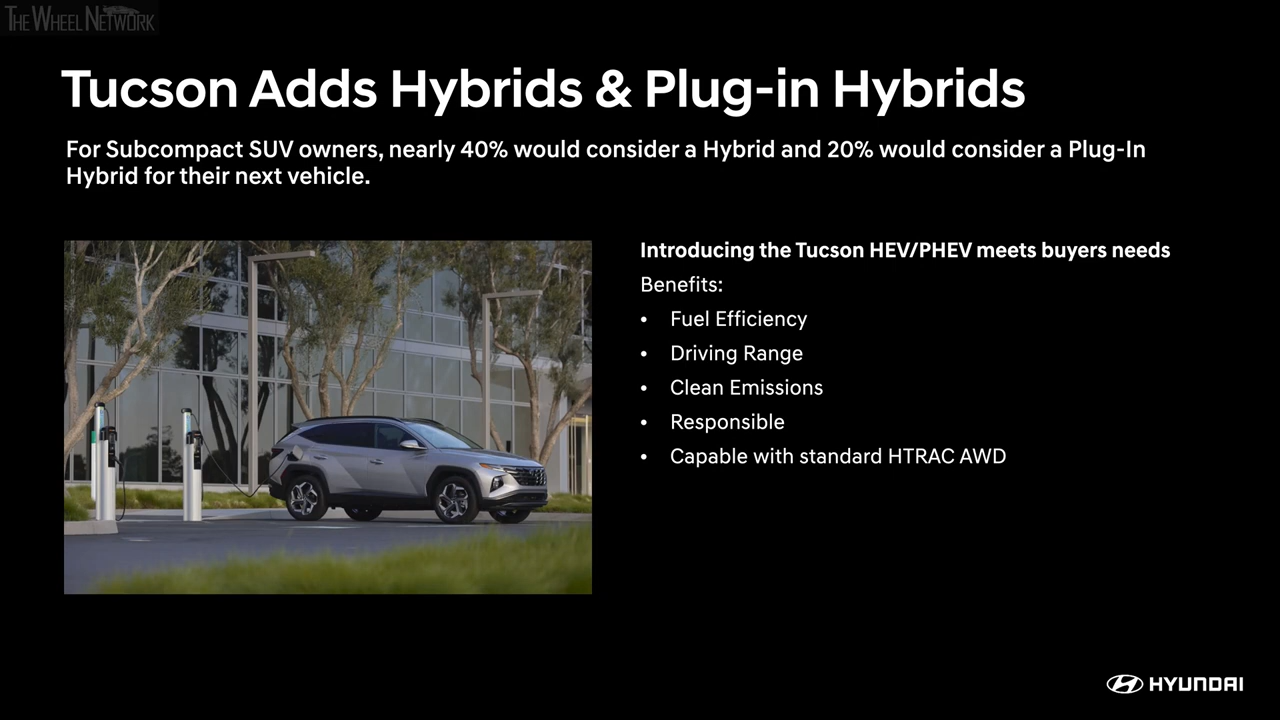 THE WHEEL NETWORK
Tucson Adds Hybrids & Plug-in Hybrids
For Subcompact SUV owners, nearly 40% would consider a Hybrid and 20% would consider a Plug-In
Hybrid for their next vehicle.
Introducing the Tucson HEV/PHEV meets buyers needs
Benefits:
• Fuel Efficiency
• Driving Range
• Clean Emissions
• Responsible
• Capable with standard HTRAC AWD
HYUNDAI